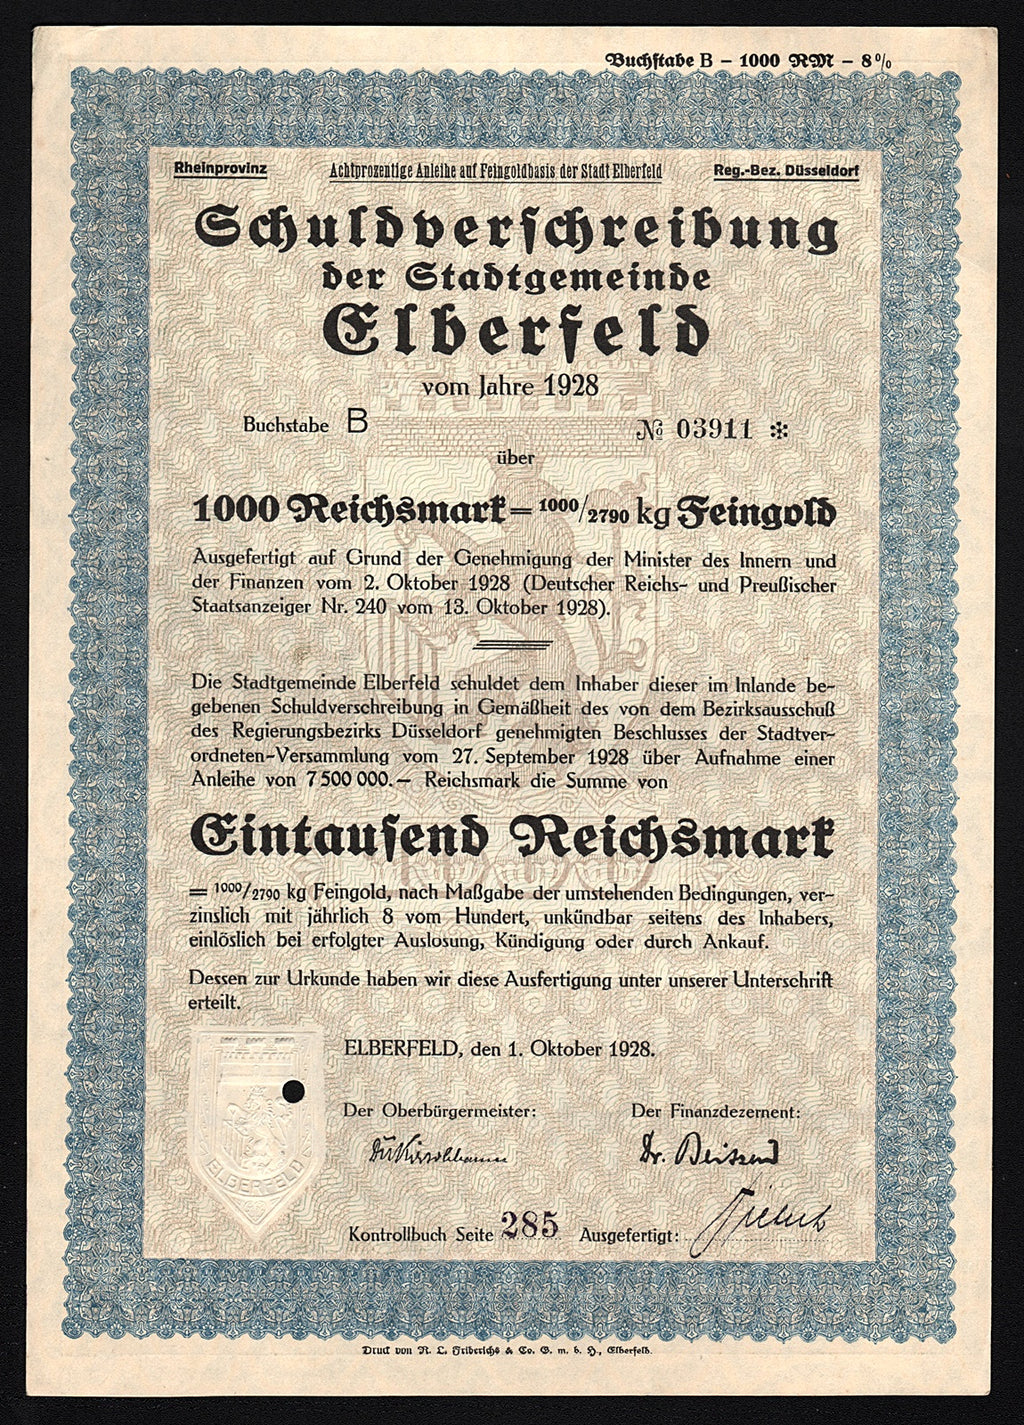 Buchstabe B – 1000 RM – 8%
Rheinprovinz
Achtprozentige Anleihe auf Feingoldbasis der Stadt Elberfeld
Reg.-Bez. Düsseldorf
Schuldverschreibung
der Stadtgemeinde
Elberfeld
vom Jahre 1928
Buchstabe B
№ 03911 ✻
über
1000 Reichsmark = 1000/2790 kg Feingold
Ausgefertigt auf Grund der Genehmigung der Minister des Innern und
der Finanzen vom 2. Oktober 1928 (Deutscher Reichs- und Preußischer
Staatsanzeiger Nr. 240 vom 13. Oktober 1928).
Die Stadtgemeinde Elberfeld schuldet dem Inhaber dieser im Inlande be-
gebenen Schuldverschreibung in Gemäßheit des von dem Bezirksausschuß
des Regierungsbezirks Düsseldorf genehmigten Beschlusses der Stadtver-
ordneten-Versammlung vom 27. September 1928 über Aufnahme einer
Anleihe von 7 500 000.— Reichsmark die Summe von
Eintausend Reichsmark
= 1000/2790 kg Feingold, nach Maßgabe der umstehenden Bedingungen, ver-
zinslich mit jährlich 8 vom Hundert, unkündbar seitens des Inhabers,
einlöslich bei erfolgter Auslosung, Kündigung oder durch Ankauf.
Dessen zur Urkunde haben wir diese Ausfertigung unter unserer Unterschrift
erteilt.
ELBERFELD, den 1. Oktober 1928.
Der Oberbürgermeister:
Der Finanzdezernent:
Dr.
ELBERFELD
Kontrollbuch Seite 285 Ausgefertigt:
Druck von R. L. Friderichs & Co. G. m. b. H., Elberfeld.